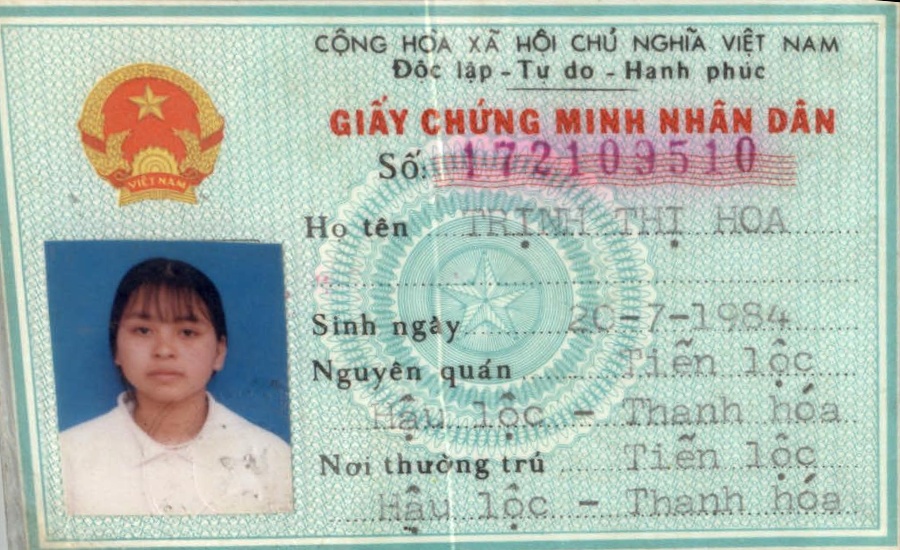 CỘNG HÒA XÃ HỘI CHỦ NGHĨA VIỆT NAM
Độc lập - Tự do - Hạnh phúc
GIẤY CHỨNG MINH NHÂN DÂN
Số: 172109510
Họ tên TRỊNH THỊ HOA
Sinh ngày 20-7-1984
Nguyên quán Tiến lộc
Hậu lộc - Thanh hóa
Nơi thường trú Tiến lộc
Hậu lộc - Thanh hóa
VIỆT NAM